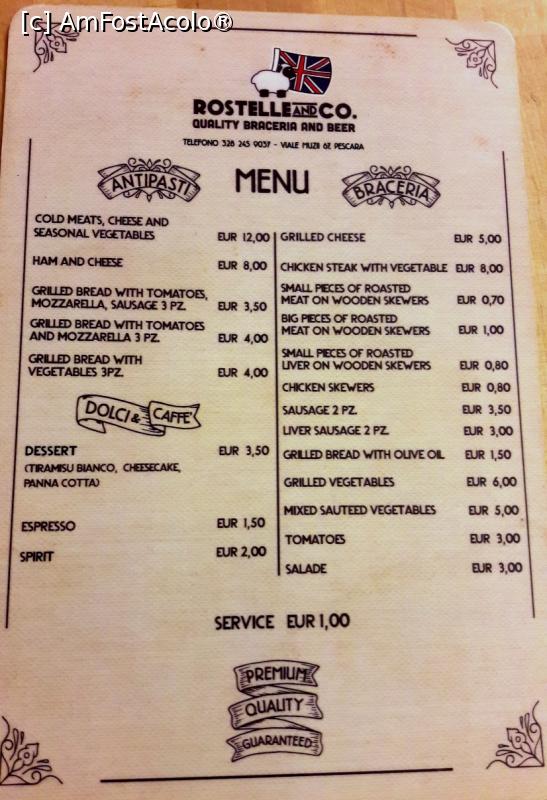 [c] AmFostAcolo®
ROSTELLE AND CO.
QUALITY BRACERIA AND BEER
TELEFONO 328 245 9037 - VIALE MUZII 67, PESCARA
ANTIPASTI
MENU
BRACERIA
COLD MEATS, CHEESE AND
SEASONAL VEGETABLES EUR 12,00
HAM AND CHEESE EUR 8,00
GRILLED BREAD WITH TOMATOES,
MOZZARELLA, SAUSAGE 3 PZ. EUR 3,50
GRILLED BREAD WITH TOMATOES
AND MOZZARELLA 3 PZ. EUR 4,00
GRILLED BREAD WITH
VEGETABLES 3PZ. EUR 4,00
DOLCI & CAFFE'
DESSERT EUR 3,50
(TIRAMISU BIANCO, CHEESECAKE,
PANNA COTTA)
ESPRESSO EUR 1,50
SPIRIT EUR 2,00
GRILLED CHEESE EUR 5,00
CHICKEN STEAK WITH VEGETABLE EUR 8,00
SMALL PIECES OF ROASTED
MEAT ON WOODEN SKEWERS EUR 0,70
BIG PIECES OF ROASTED
MEAT ON WOODEN SKEWERS EUR 1,00
SMALL PIECES OF ROASTED
LIVER ON WOODEN SKEWERS EUR 0,80
CHICKEN SKEWERS EUR 0,80
SAUSAGE 2 PZ. EUR 3,50
LIVER SAUSAGE 2 PZ. EUR 3,00
GRILLED BREAD WITH OLIVE OIL EUR 1,50
GRILLED VEGETABLES EUR 6,00
MIXED SAUTEED VEGETABLES EUR 5,00
TOMATOES EUR 3,00
SALADE EUR 3,00
SERVICE EUR 1,00
PREMIUM
QUALITY
GUARANTEED